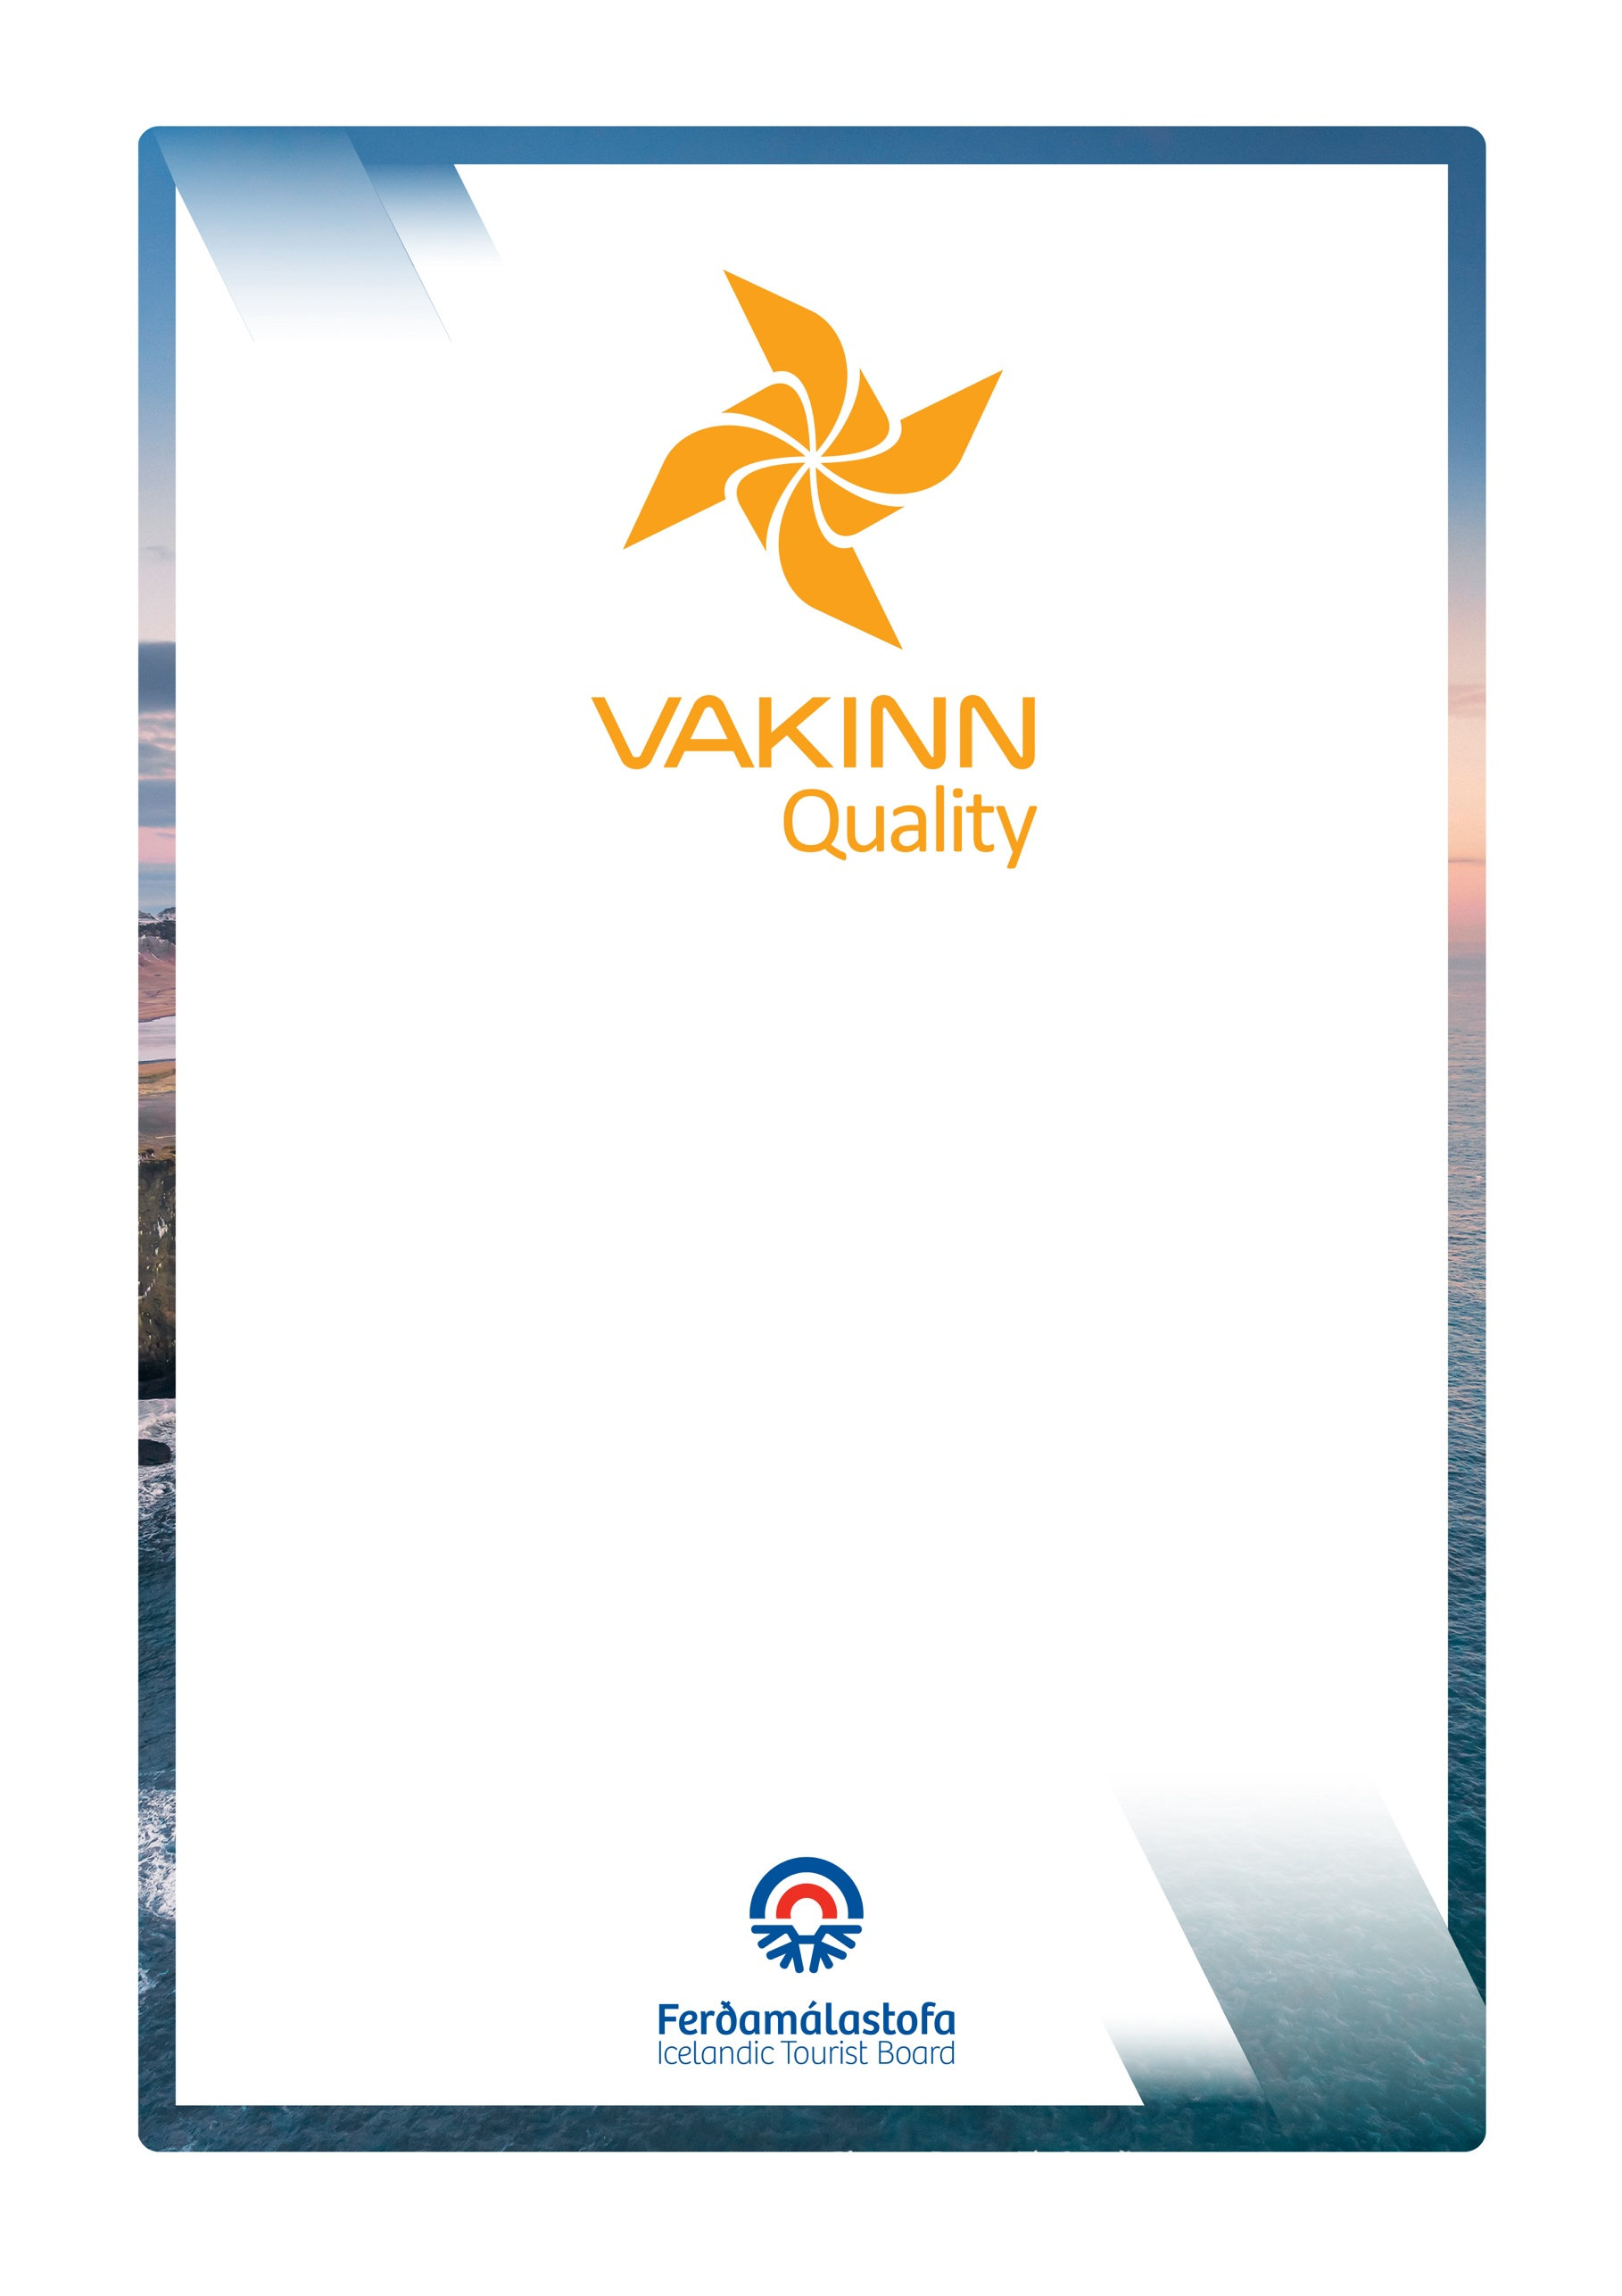 VAKINN
Quality
Ferðamálastofa
Icelandic Tourist Board